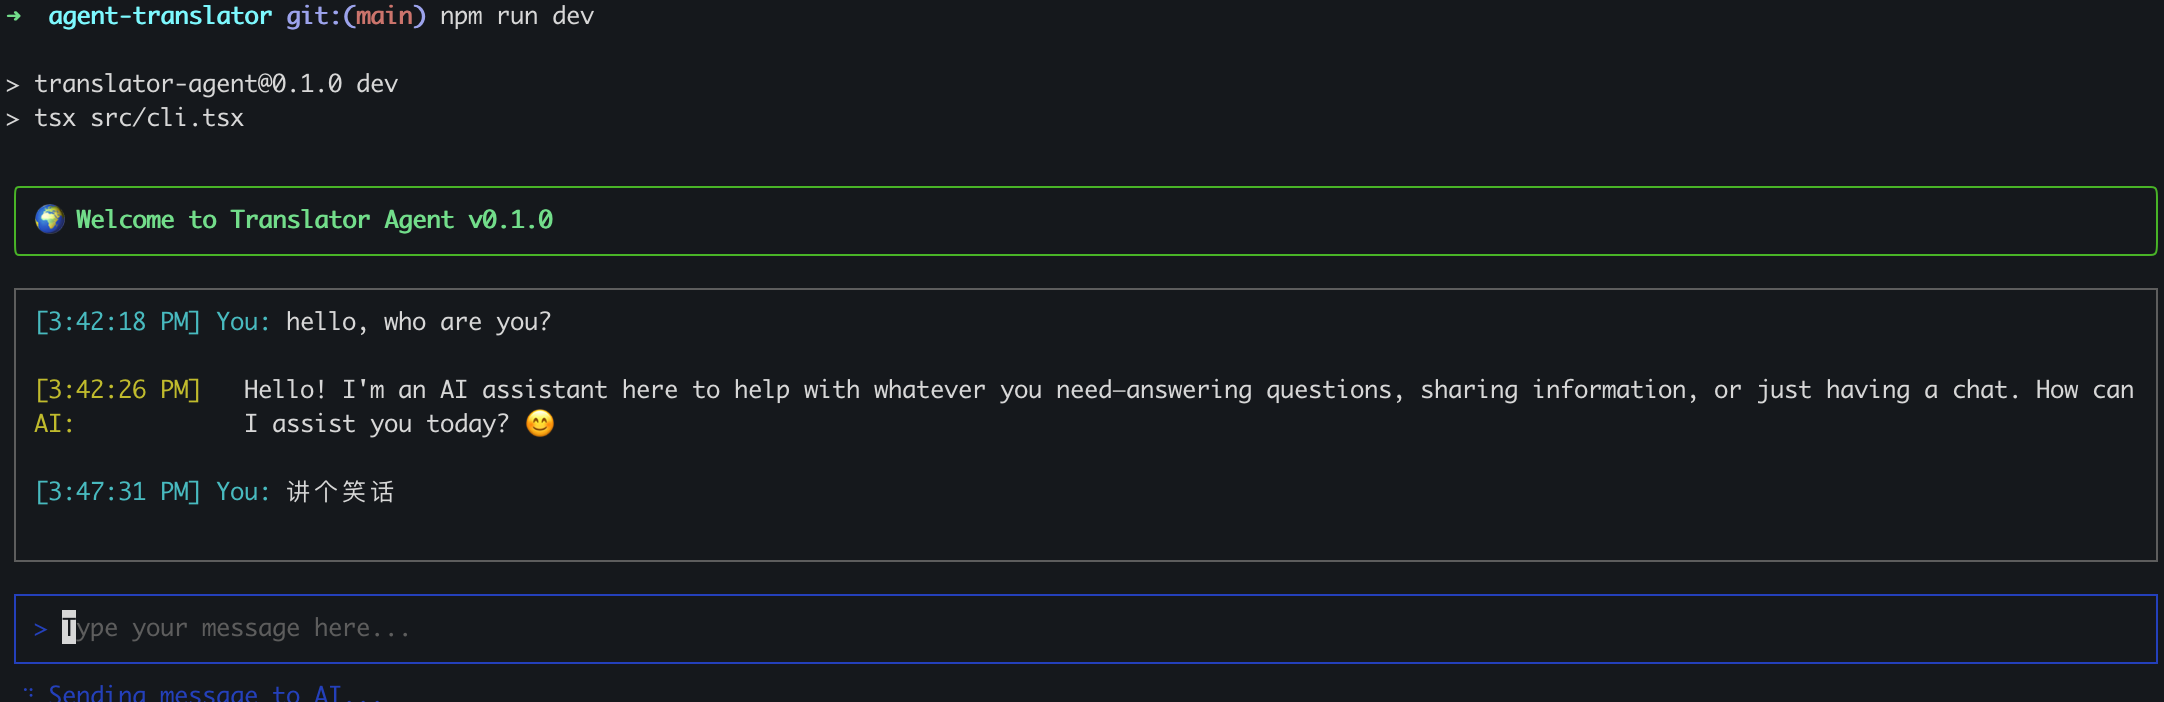 ➜  agent-translator git:(main) npm run dev
> translator-agent@0.1.0 dev
> tsx src/cli.tsx
🌍 Welcome to Translator Agent v0.1.0
[3:42:18 PM] You: hello, who are you?
[3:42:26 PM]   Hello! I'm an AI assistant here to help with whatever you need—answering questions, sharing information, or just having a chat. How can
AI:            I assist you today? 😊
[3:47:31 PM] You: 讲个笑话
> Type your message here...
Sending message to AI...